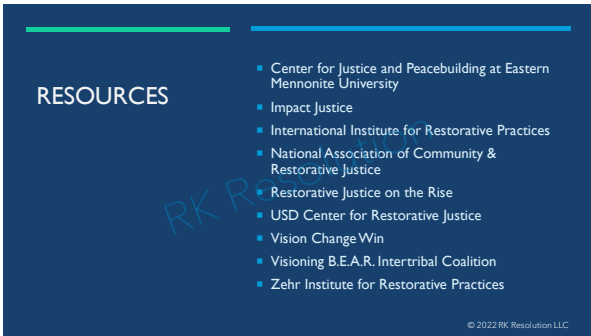 RESOURCES
Center for Justice and Peacebuilding at Eastern
Mennonite University
Impact Justice
International Institute for Restorative Practices
National Association of Community &
Restorative Justice
Restorative Justice on the Rise
USD Center for Restorative Justice
Vision Change Win
Visioning B.E.A.R. Intertribal Coalition
Zehr Institute for Restorative Practices
RK Resolution
© 2022 RK Resolution LLC